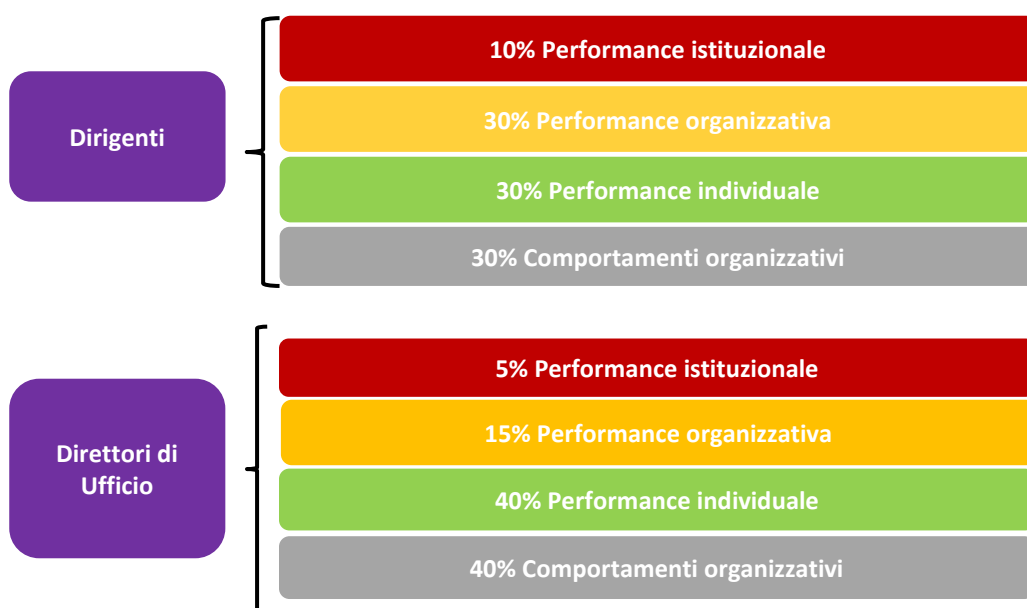 Dirigenti
10% Performance istituzionale
30% Performance organizzativa
30% Performance individuale
30% Comportamenti organizzativi
Direttori di
Ufficio
5% Performance istituzionale
15% Performance organizzativa
40% Performance individuale
40% Comportamenti organizzativi